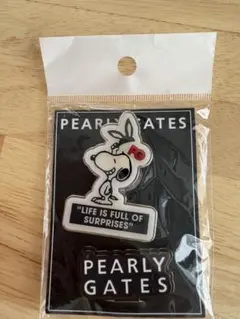 PEARLY GATES
"LIFE IS FULL OF
SURPRISES"
PEARLY
GATES